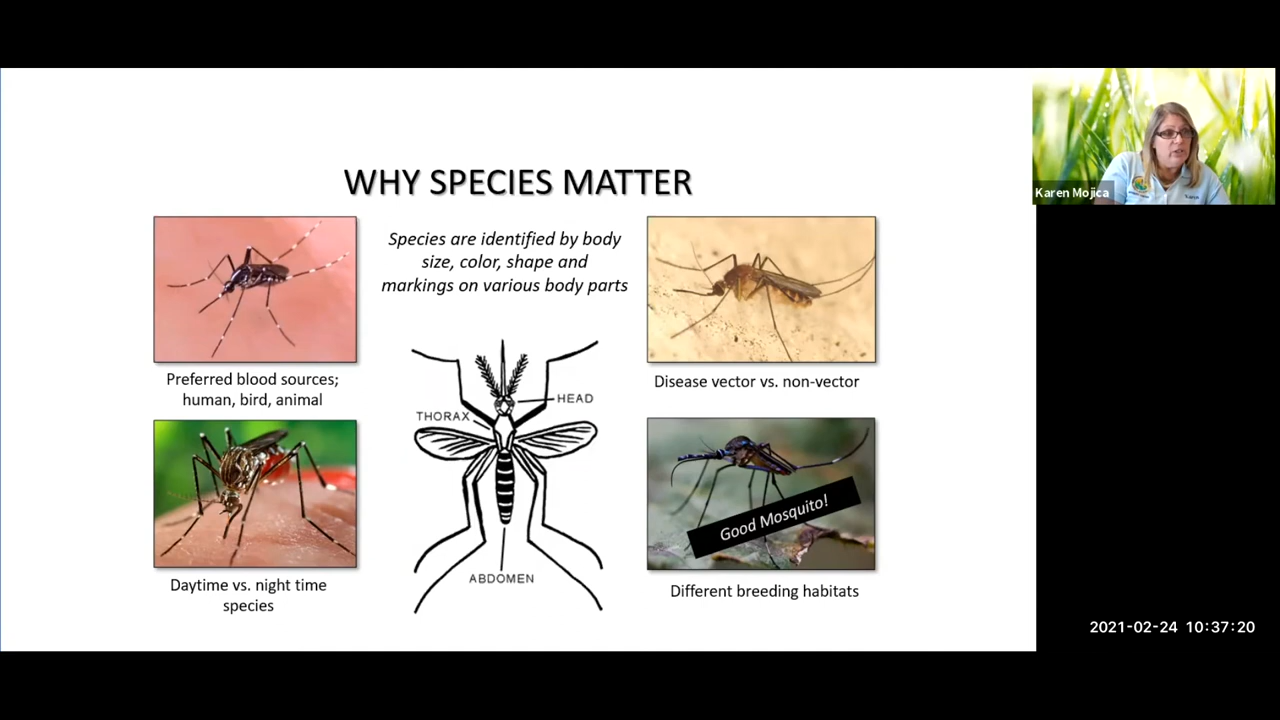 WHY SPECIES MATTER
Species are identified by body
size, color, shape and
markings on various body parts
Preferred blood sources;
human, bird, animal
Disease vector vs. non-vector
HEAD
THORAX
ABDOMEN
Good Mosquito!
Daytime vs. night time
species
Different breeding habitats
Karen Mojica
2021-02-24 10:37:20